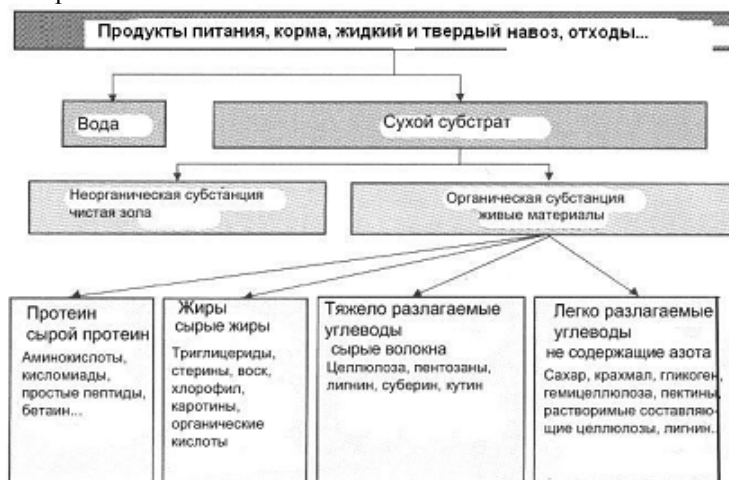 Продукты питания, корма, жидкий и твердый навоз, отходы...
Вода
Сухой субстрат
Неорганическая субстанция
чистая зола
Органическая субстанция
живые материалы
Протеин
сырой протеин
Аминокислоты,
кисломиады,
простые пептиды,
бетаин...
Жиры
сырые жиры
Триглицериды,
стерины, воск,
хлорофил,
каротины,
органические
кислоты
Тяжело разлагаемые
углеводы
сырые волокна
Целлюлоза, пентозаны,
лигнин, суберин, кутин
Легко разлагаемые
углеводы
не содержащие азота
Сахар, крахмал, гликоген,
гемицеллюлоза, пектины,
растворимые составляю-
щие целлюлозы, лигнин..